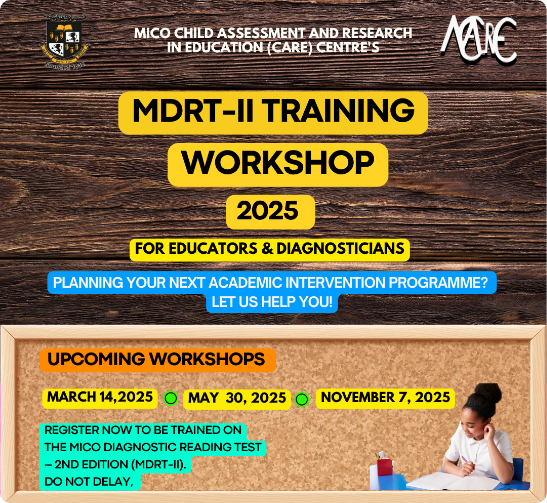 MICO CHILD ASSESSMENT AND RESEARCH
IN EDUCATION (CARE) CENTRE'S
MDRT-II TRAINING
WORKSHOP
2025
FOR EDUCATORS & DIAGNOSTICIANS
PLANNING YOUR NEXT ACADEMIC INTERVENTION PROGRAMME?
LET US HELP YOU!
UPCOMING WORKSHOPS
MARCH 14,2025 MAY 30, 2025 NOVEMBER 7, 2025
REGISTER NOW TO BE TRAINED ON
THE MICO DIAGNOSTIC READING TEST
– 2ND EDITION (MDRT-II).
DO NOT DELAY,